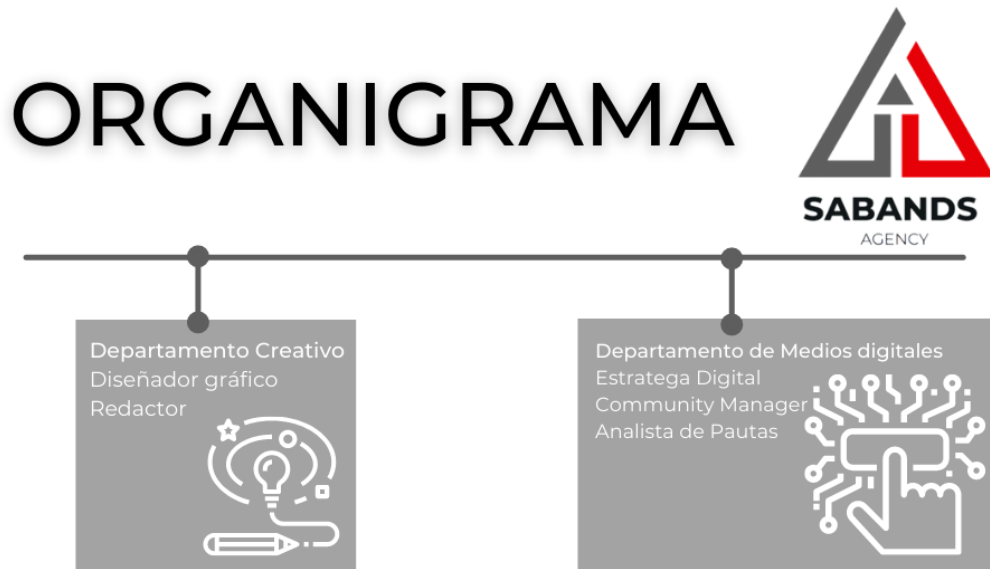 ORGANIGRAMA
SABANDS
AGENCY
Departamento Creativo
Diseñador gráfico
Redactor
Departamento de Medios digitales
Estratega Digital
Community Manager
Analista de Pautas